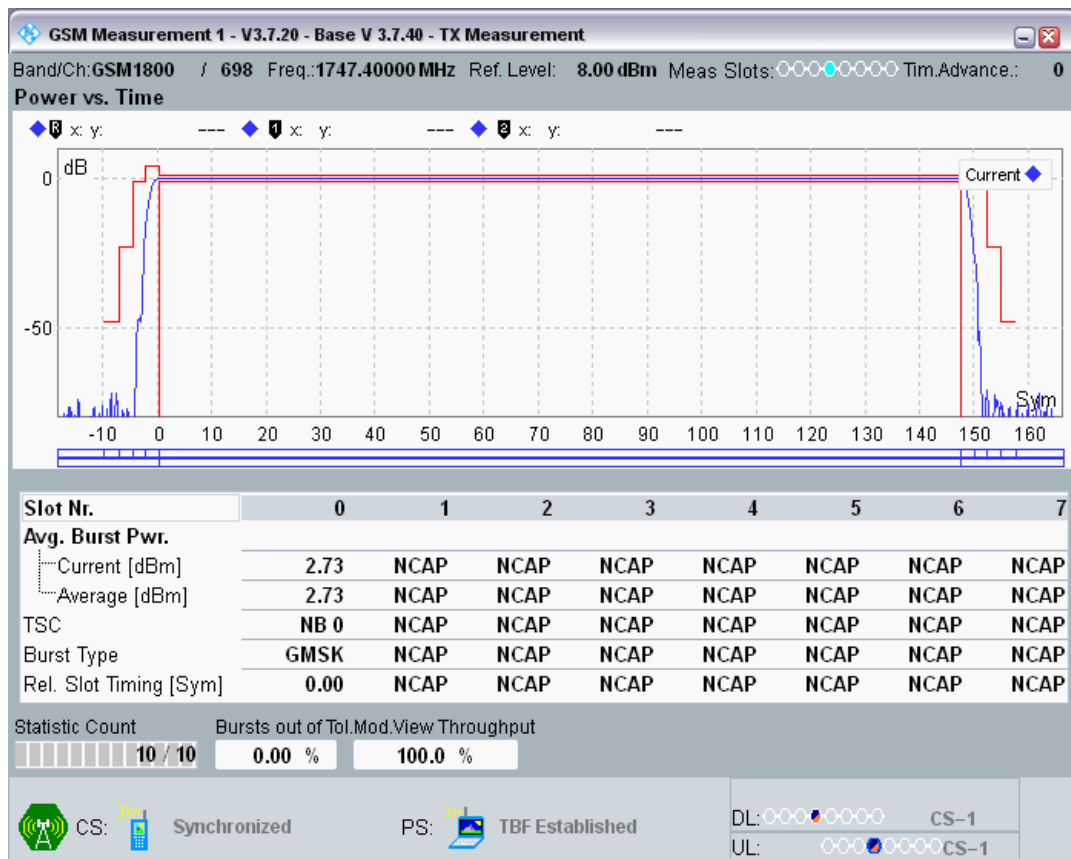 GSM Measurement 1 - V3.7.20 - Base V 3.7.40 - TX Measurement
Band/Ch:GSM1800 / 698 Freq.:1747.40000 MHz Ref. Level: 8.00 dBm Meas Slots: Tim.Advance.: 0
Power vs. Time
R x: y: --- 1 x: y: --- 2 x: y: ---
dB
Current
0
-50
Sym
-10 0 10 20 30 40 50 60 70 80 90 100 110 120 130 140 150 160
Slot Nr. 0 1 2 3 4 5 6 7
Avg. Burst Pwr.
Current [dBm] 2.73 NCAP NCAP NCAP NCAP NCAP NCAP NCAP
Average [dBm] 2.73 NCAP NCAP NCAP NCAP NCAP NCAP NCAP
TSC NB 0 NCAP NCAP NCAP NCAP NCAP NCAP NCAP
Burst Type GMSK NCAP NCAP NCAP NCAP NCAP NCAP NCAP
Rel. Slot Timing [Sym] 0.00 NCAP NCAP NCAP NCAP NCAP NCAP NCAP
Statistic Count Bursts out of Tol.Mod.View Throughput
10 / 10 0.00 % 100.0 %
CS: Synchronized PS: TBF Established
DL: CS-1
UL: CS-1